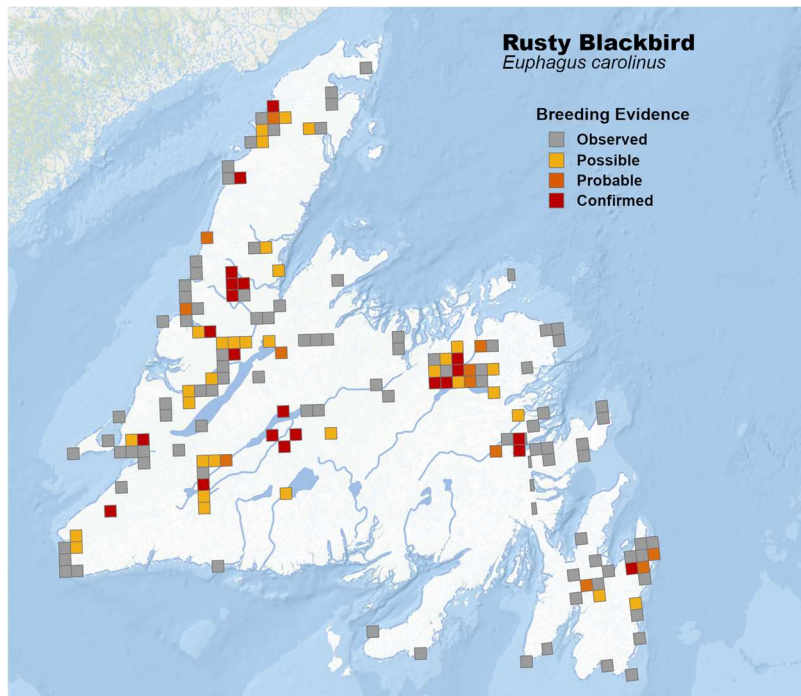 Rusty Blackbird
Euphagus carolinus
Breeding Evidence
Observed
Possible
Probable
Confirmed